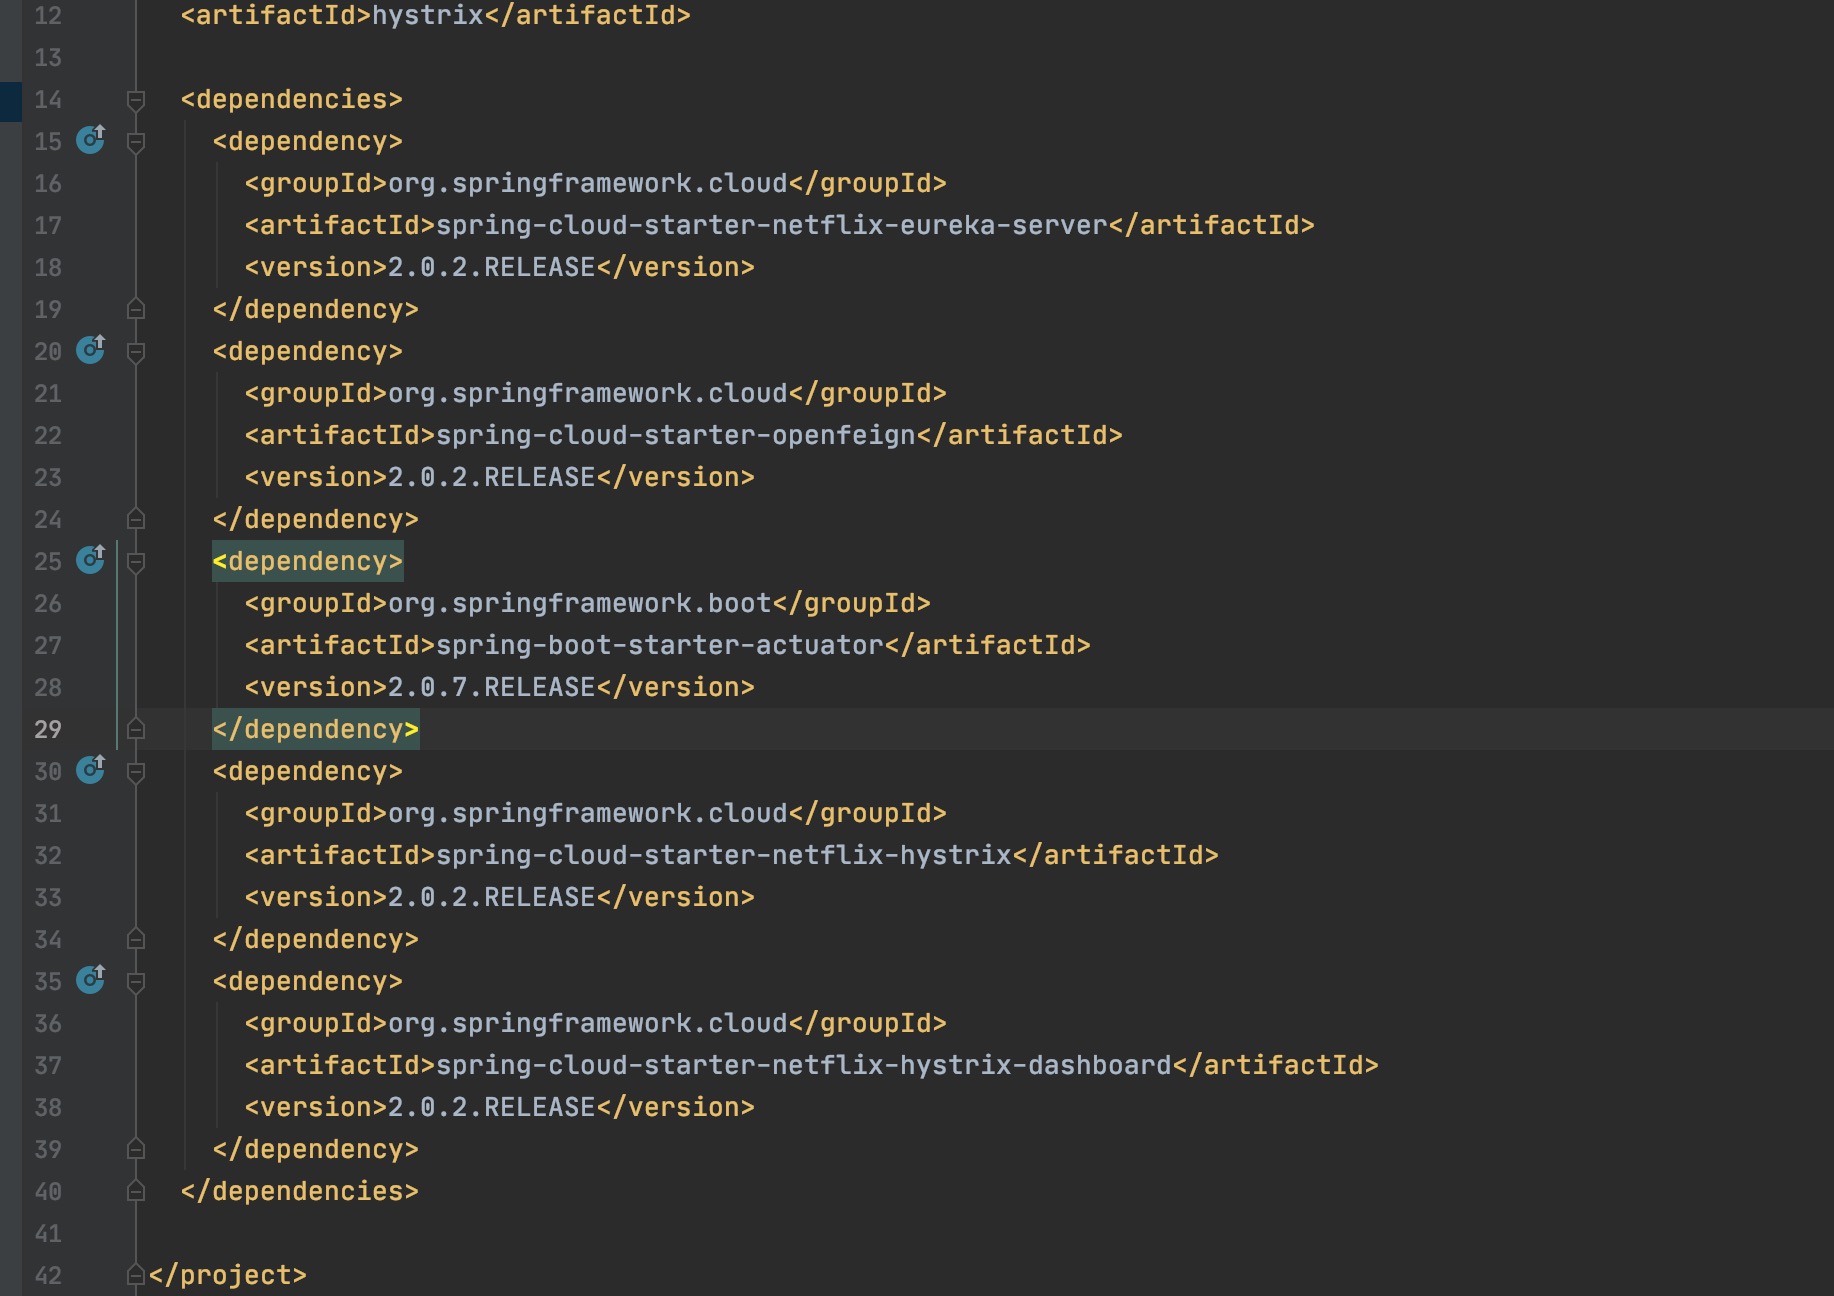 12 <artifactId>hystrix</artifactId>
13
14 <dependencies>
15 <dependency>
16 <groupId>org.springframework.cloud</groupId>
17 <artifactId>spring-cloud-starter-netflix-eureka-server</artifactId>
18 <version>2.0.2.RELEASE</version>
19 </dependency>
20 <dependency>
21 <groupId>org.springframework.cloud</groupId>
22 <artifactId>spring-cloud-starter-openfeign</artifactId>
23 <version>2.0.2.RELEASE</version>
24 </dependency>
25 <dependency>
26 <groupId>org.springframework.boot</groupId>
27 <artifactId>spring-boot-starter-actuator</artifactId>
28 <version>2.0.7.RELEASE</version>
29 </dependency>
30 <dependency>
31 <groupId>org.springframework.cloud</groupId>
32 <artifactId>spring-cloud-starter-netflix-hystrix</artifactId>
33 <version>2.0.2.RELEASE</version>
34 </dependency>
35 <dependency>
36 <groupId>org.springframework.cloud</groupId>
37 <artifactId>spring-cloud-starter-netflix-hystrix-dashboard</artifactId>
38 <version>2.0.2.RELEASE</version>
39 </dependency>
40 </dependencies>
41
42 </project>